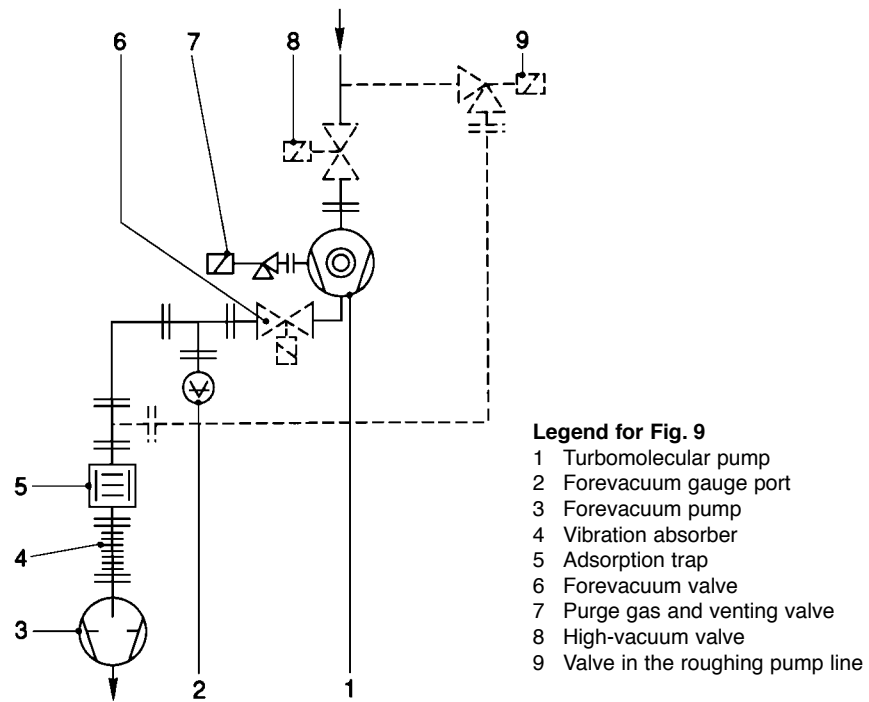 6 7 8 9
5
4
3
2 1
Legend for Fig. 9
1 Turbomolecular pump
2 Forevacuum gauge port
3 Forevacuum pump
4 Vibration absorber
5 Adsorption trap
6 Forevacuum valve
7 Purge gas and venting valve
8 High-vacuum valve
9 Valve in the roughing pump line